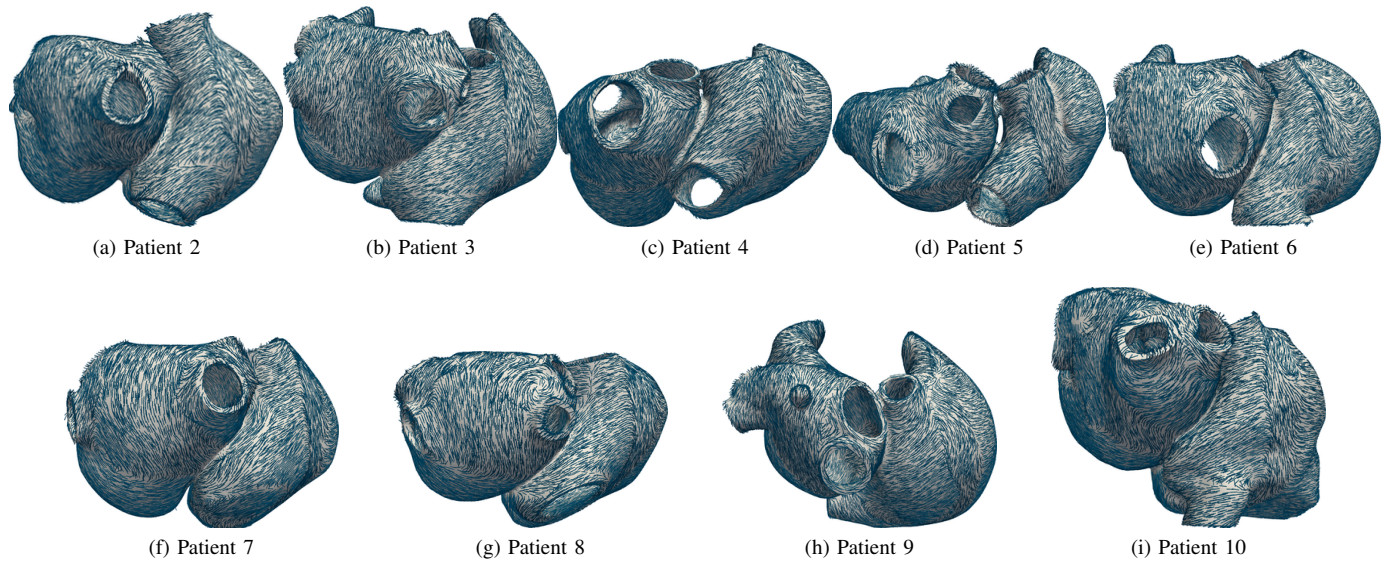 (a) Patient 2
(b) Patient 3
(c) Patient 4
(d) Patient 5
(e) Patient 6
(f) Patient 7
(g) Patient 8
(h) Patient 9
(i) Patient 10